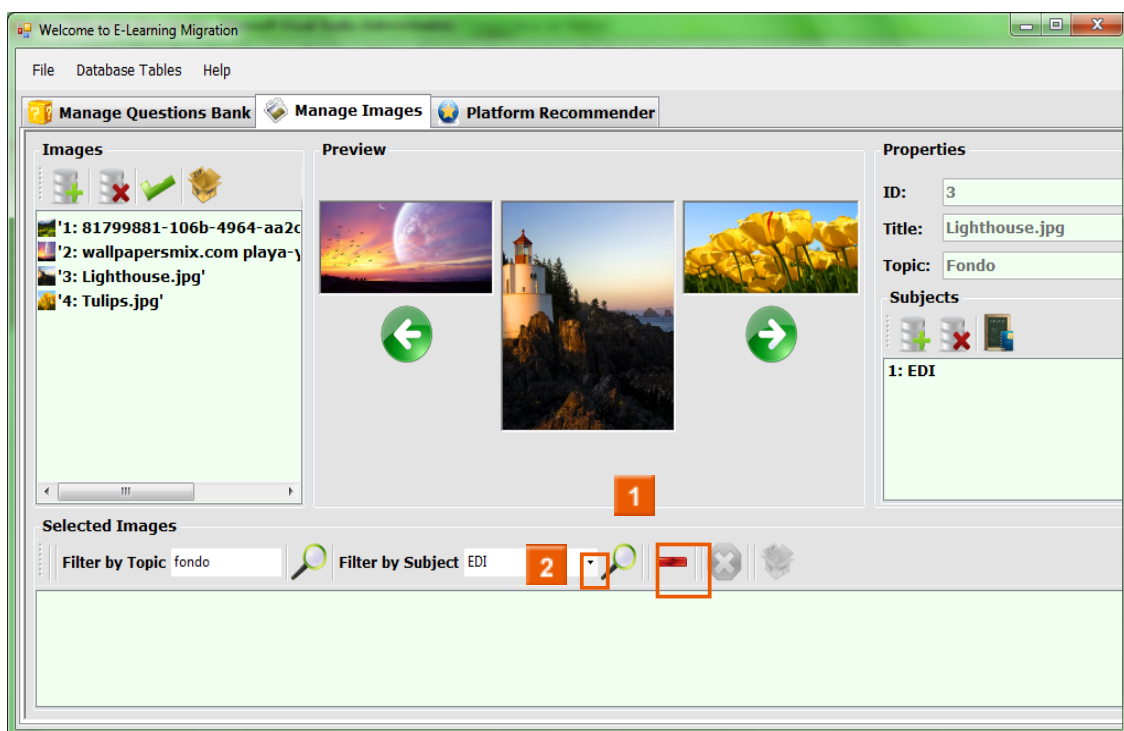 Welcome to E-Learning Migration
File Database Tables Help
Manage Questions Bank Manage Images Platform Recommender
Images
Preview
Properties
ID: 3
Title: Lighthouse.jpg
Topic: Fondo
'1: 81799881-106b-4964-aa2c
'2: wallpapersmix.com playa-y
'3: Lighthouse.jpg'
'4: Tulips.jpg'
Subjects
1: EDI
1
Selected Images
Filter by Topic fondo Filter by Subject EDI 2